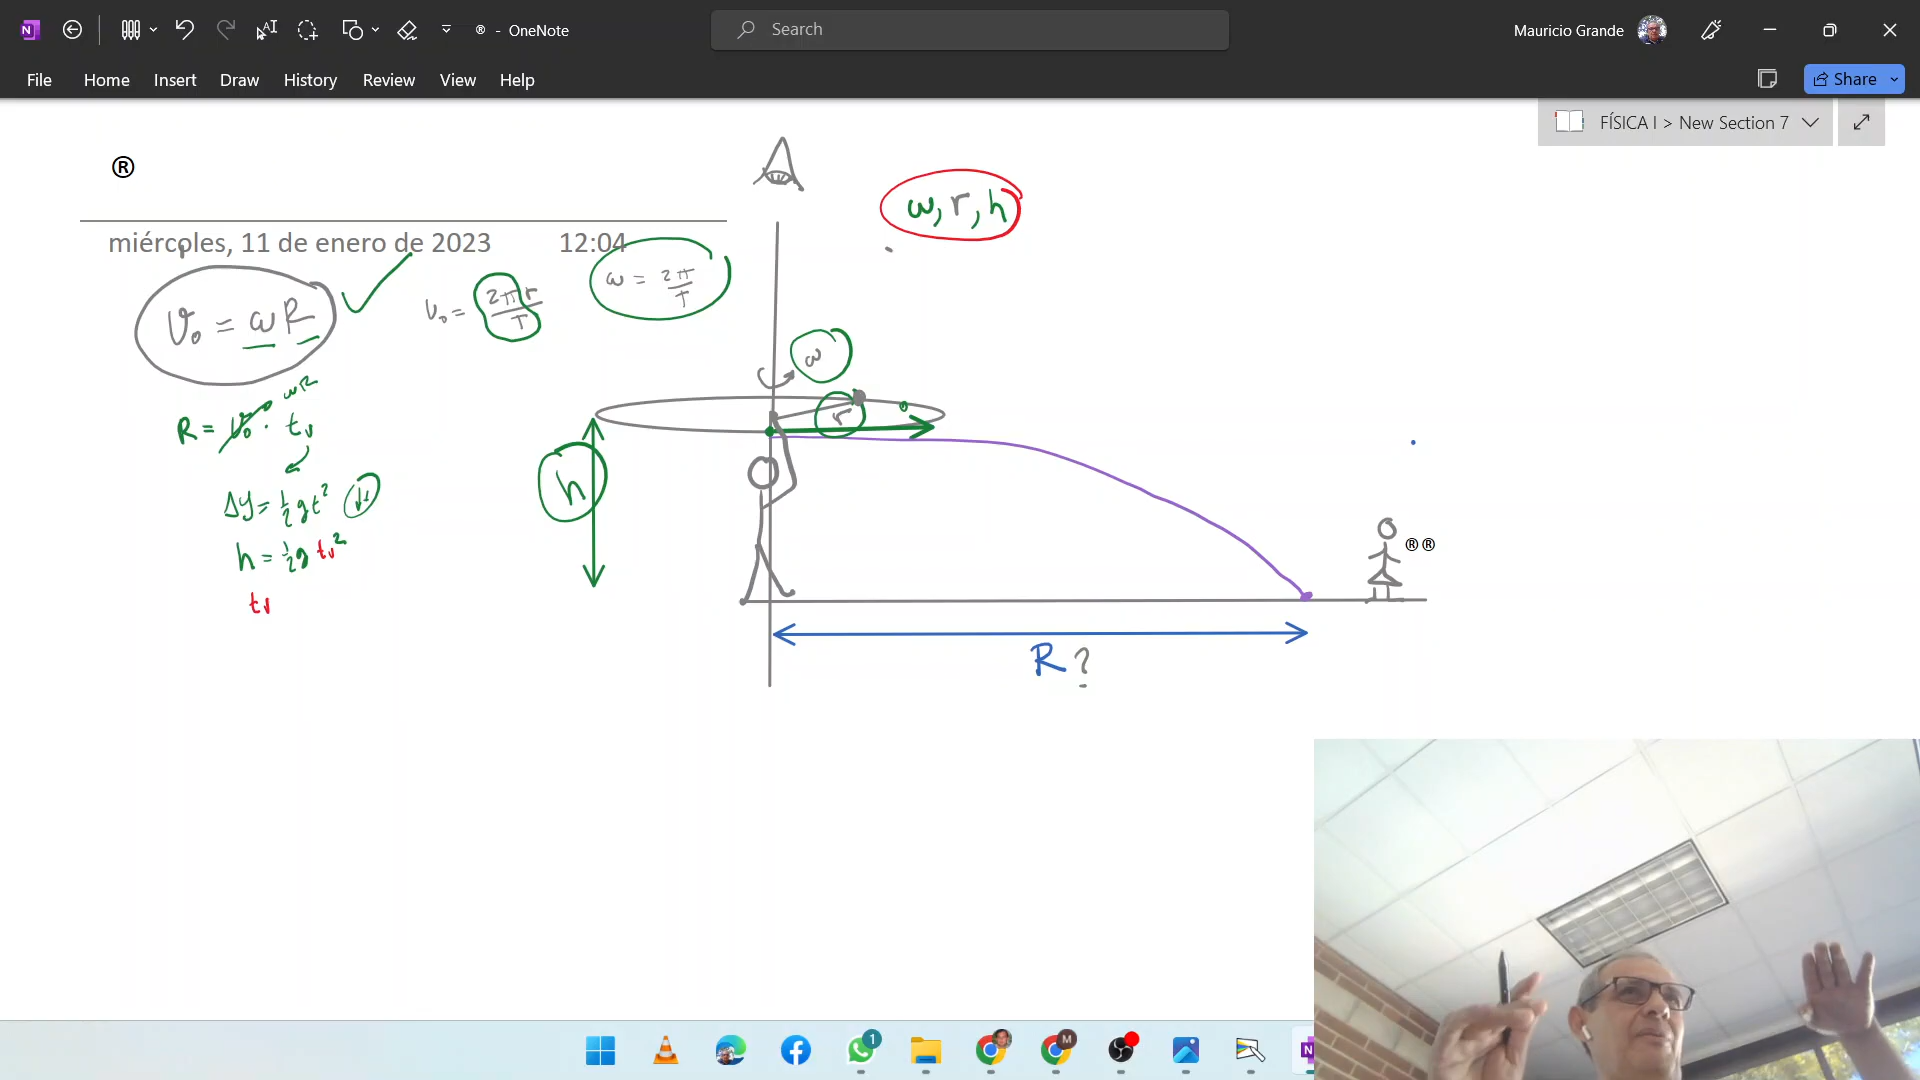 ® - OneNote
Search
Mauricio Grande
File Home Insert Draw History Review View Help
Share
FÍSICA I > New Section 7
®
miércoles, 11 de enero de 2023 12:04
ω, r, h
v₀ = ωR
v₀ = 2πr/T
ω = 2π/T
ω
r
ωR
R = v₀ · tᵥ
h
Δy = ½gt² ↓↓
h = ½g tᵥ²
tᵥ
®®
R?
1
M